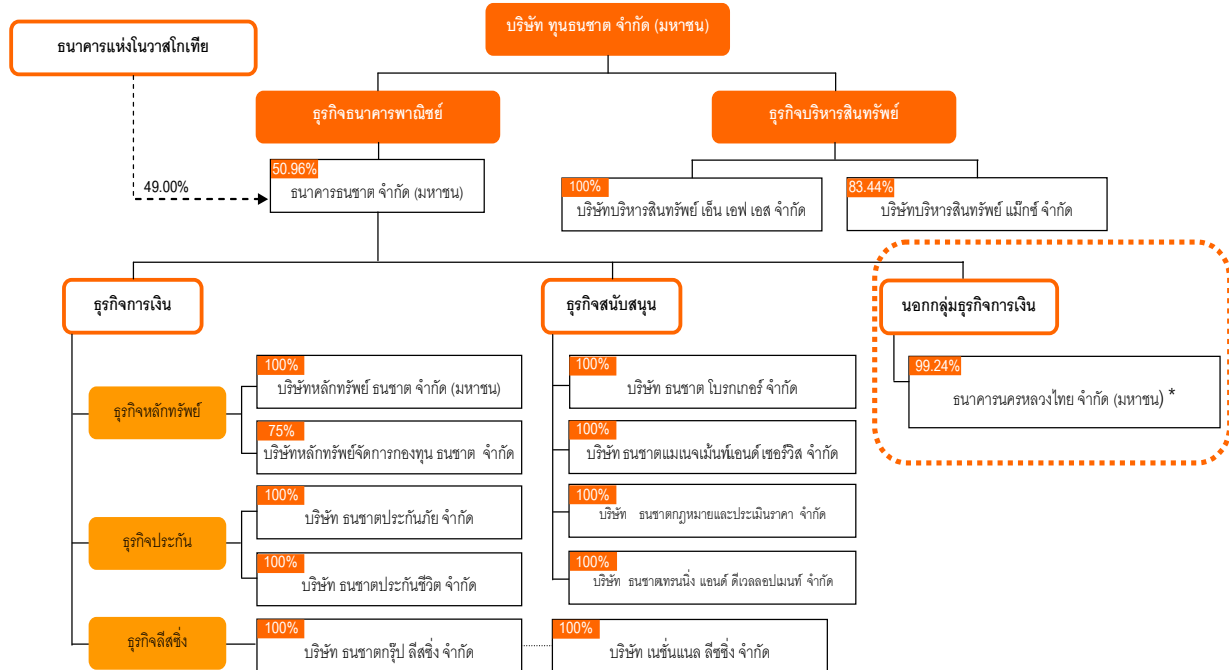 บริษัท ทุนธนชาต จำกัด (มหาชน)
ธนาคารแห่งโนวาสโกเทีย
ธุรกิจธนาคารพาณิชย์
ธุรกิจบริหารสินทรัพย์
50.96%
ธนาคารธนชาต จำกัด (มหาชน)
49.00%
100%
บริษัทบริหารสินทรัพย์ เอ็น เอฟ เอส จำกัด
83.44%
บริษัทบริหารสินทรัพย์ แม๊กซ์ จำกัด
ธุรกิจการเงิน
ธุรกิจสนับสนุน
นอกกลุ่มธุรกิจการเงิน
ธุรกิจหลักทรัพย์
100%
บริษัทหลักทรัพย์ ธนชาต จำกัด (มหาชน)
75%
บริษัทหลักทรัพย์จัดการกองทุน ธนชาต จำกัด
ธุรกิจประกัน
100%
บริษัท ธนชาตประกันภัย จำกัด
100%
บริษัท ธนชาตประกันชีวิต จำกัด
ธุรกิจลีสซิ่ง
100%
บริษัท ธนชาตกรุ๊ป ลีสซิ่ง จำกัด
100%
บริษัท เนชั่นแนล ลีซซิ่ง จำกัด
100%
บริษัท ธนชาต โบรกเกอร์ จำกัด
100%
บริษัท ธนชาตแมเนจเม้นท์แอนด์เซอร์วิส จำกัด
100%
บริษัท ธนชาตกฎหมายและประเมินราคา จำกัด
100%
บริษัท ธนชาตเทรนนิ่ง แอนด์ ดีเวลลอปเมนท์ จำกัด
99.24%
ธนาคารนครหลวงไทย จำกัด (มหาชน) *